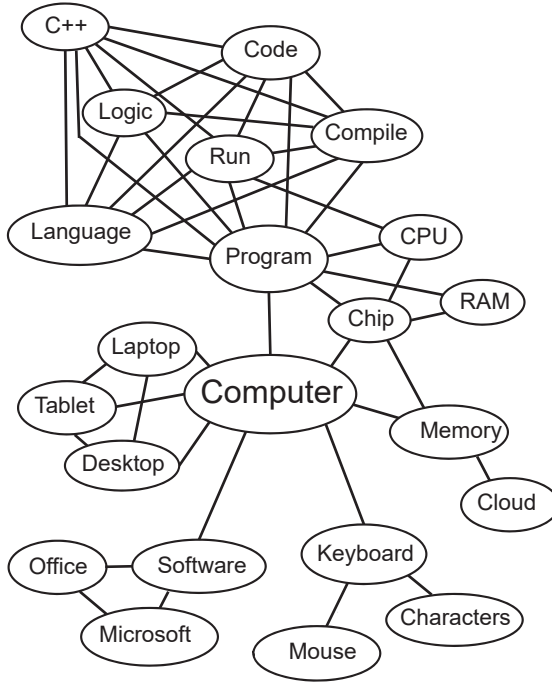 C++
Code
Logic
Compile
Run
Language
Program
CPU
RAM
Chip
Laptop
Computer
Tablet
Memory
Desktop
Cloud
Keyboard
Office
Software
Characters
Microsoft
Mouse